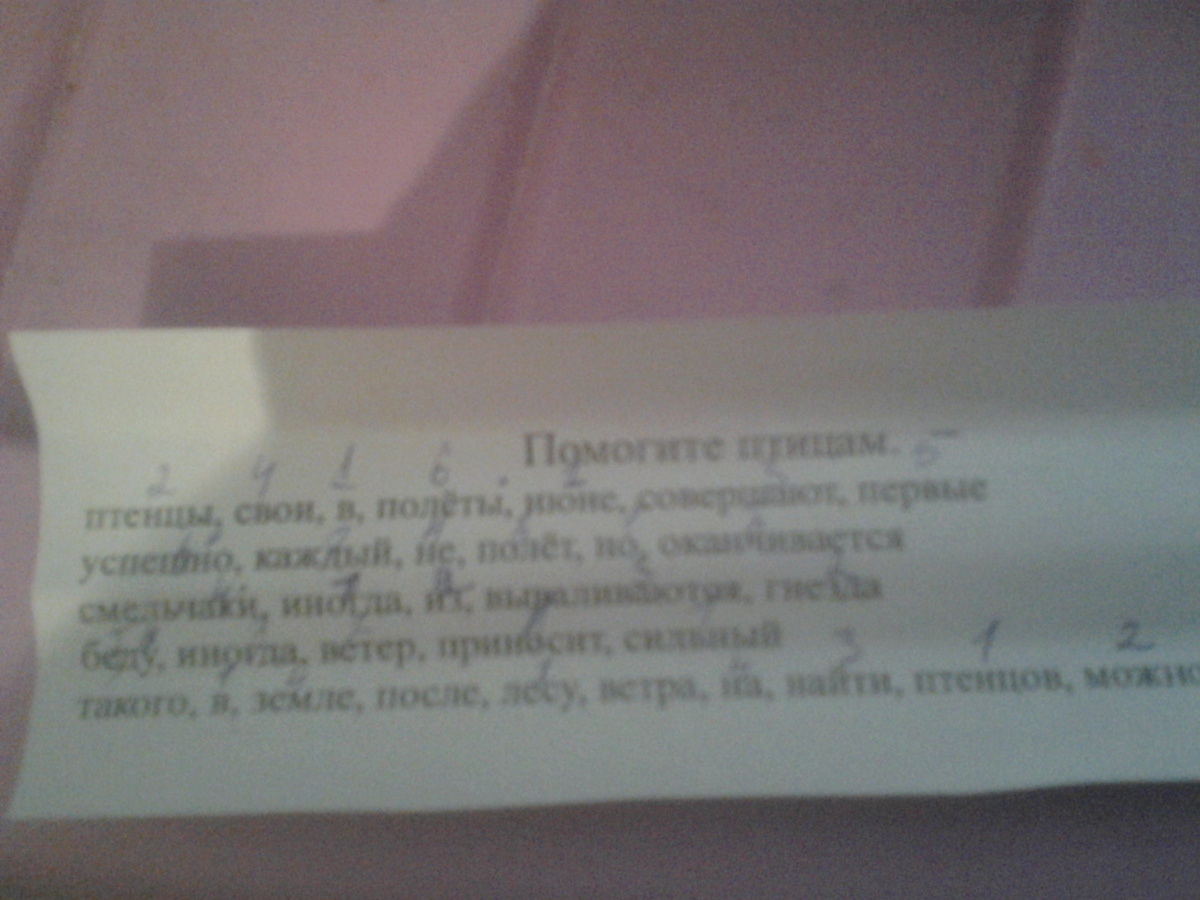 Помогите птицам.
птенцы, свои, в, полёты, июне, совершают, первые
успешно, каждый, не, полёт, но, оканчивается
смельчаки, иногда, из, вываливаются, гнезда
беду, иногда, ветер, приносит, сильный
такого, в, земле, после, лесу, ветра, на, найти, птенцов, можно